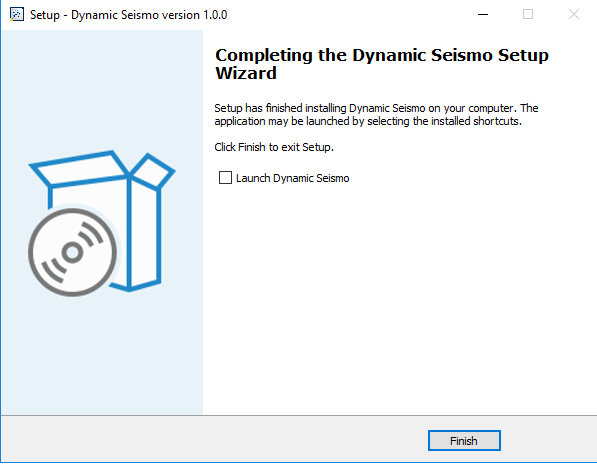 Setup - Dynamic Seismo version 1.0.0
Completing the Dynamic Seismo Setup
Wizard
Setup has finished installing Dynamic Seismo on your computer. The
application may be launched by selecting the installed shortcuts.
Click Finish to exit Setup.
Launch Dynamic Seismo
Finish